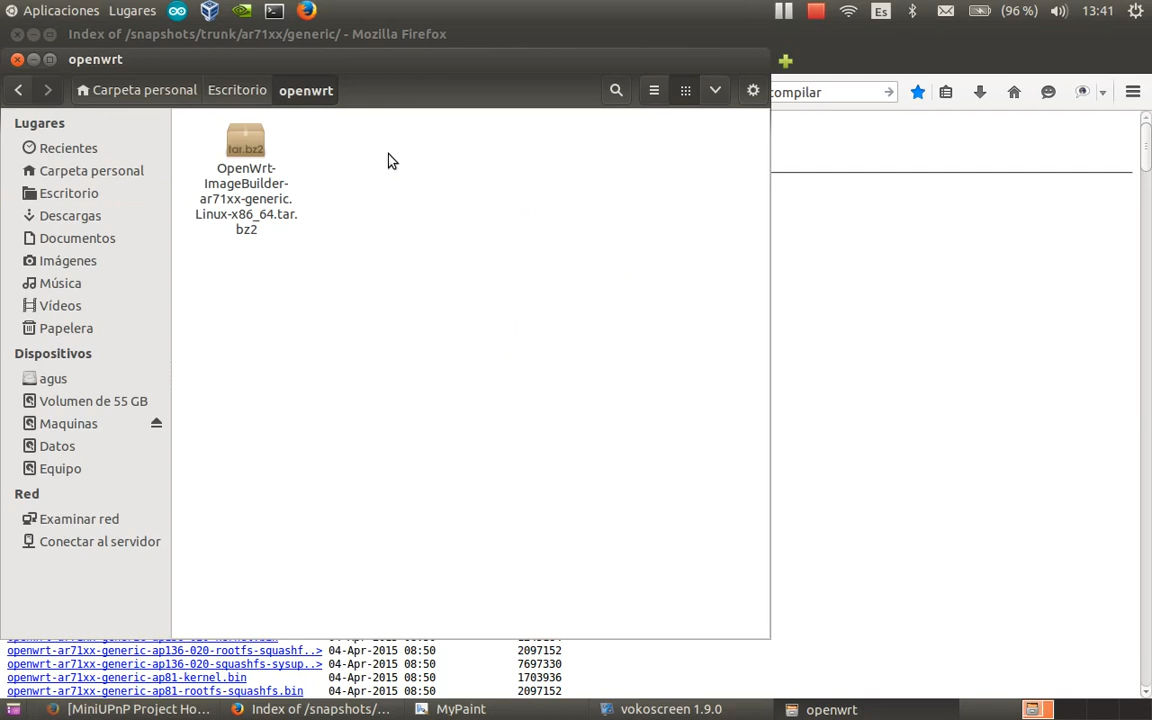 Aplicaciones Lugares Es (96 %) 13:41
Index of /snapshots/trunk/ar71xx/generic/ - Mozilla Firefox
openwrt
Carpeta personal Escritorio openwrt compilar
Lugares
Recientes
Carpeta personal
Escritorio
Descargas
Documentos
Imágenes
Música
Vídeos
Papelera
Dispositivos
agus
Volumen de 55 GB
Maquinas
Datos
Equipo
Red
Examinar red
Conectar al servidor
tar.bz2
OpenWrt-
ImageBuilder-
ar71xx-generic.
Linux-x86_64.tar.
bz2
openwrt-ar71xx-generic-ap136-020-rootfs-squashf..> 04-Apr-2015 08:50 2097152
openwrt-ar71xx-generic-ap136-020-squashfs-sysup..> 04-Apr-2015 08:50 7697330
openwrt-ar71xx-generic-ap81-kernel.bin 04-Apr-2015 08:50 1703936
openwrt-ar71xx-generic-ap81-rootfs-squashfs.bin 04-Apr-2015 08:50 2097152
[MiniUPnP Project Ho... Index of /snapshots/... MyPaint vokoscreen 1.9.0 openwrt